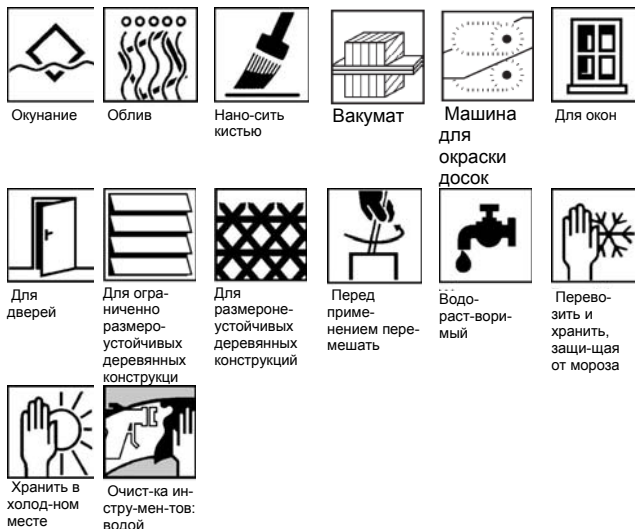 Окунание
Облив
Нано-сить
кистью
Вакумат
Машина
для
окраски
досок
Для окон
Для
дверей
Для огра-
ниченно
размеро-
устойчивых
деревянных
конструкци
Для
размероне-
устойчивых
деревянных
конструкций
Перед
приме-
нением пере-
мешать
Водо-
раст-вори-
мый
Перево-
зить и
хранить,
защи-щая
от мороза
Хранить в
холод-ном
месте
Очист-ка ин-
стру-мен-тов:
водой